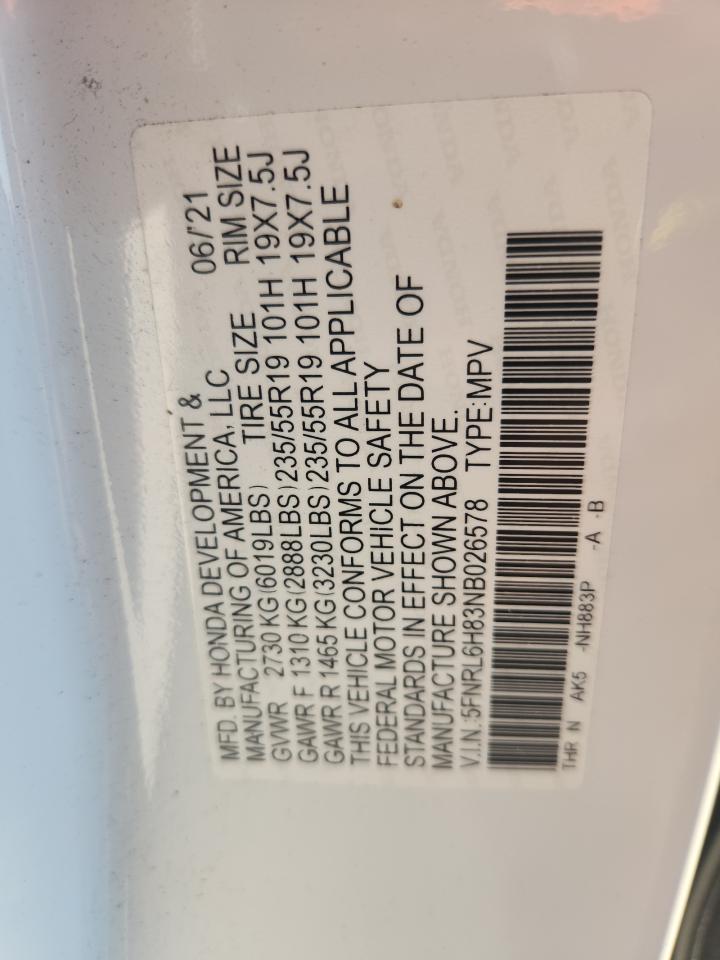 MFD. BY HONDA DEVELOPMENT & 06/'21
MANUFACTURING OF AMERICA, LLC
GVWR 2730 KG (6019LBS) TIRE SIZE RIM SIZE
GAWR F 1310 KG (2888LBS) 235/55R19 101H 19X7.5J
GAWR R 1465 KG (3230LBS) 235/55R19 101H 19X7.5J
THIS VEHICLE CONFORMS TO ALL APPLICABLE
FEDERAL MOTOR VEHICLE SAFETY
STANDARDS IN EFFECT ON THE DATE OF
MANUFACTURE SHOWN ABOVE.
V.I.N.:5FNRL6H83NB026578 TYPE:MPV
THR N AK5 -NH883P -A -B
HONDA